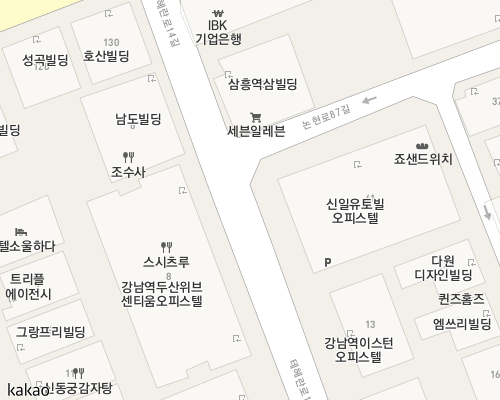 130
IBK
기업은행
성곡빌딩
호산빌딩
삼흥역삼빌딩
남도빌딩
세븐일레븐
논현로87길
조수사
죠샌드위치
신일유토빌
오피스텔
텔소울하다
스시츠루
P
다원
디자인빌딩
트리플
에이전시
8
강남역두산위브
센티움오피스텔
퀸즈홈즈
엠쓰리빌딩
그랑프리빌딩
13
강남역이스턴
오피스텔
신동궁감자탕
kakao